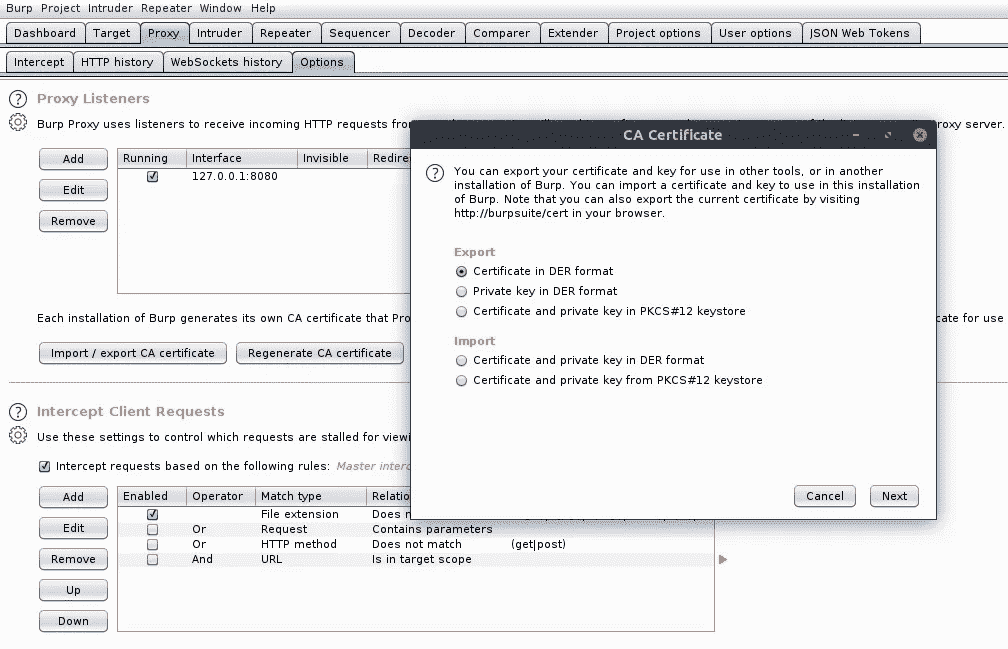 Burp Project Intruder Repeater Window Help
Dashboard Target Proxy Intruder Repeater Sequencer Decoder Comparer Extender Project options User options JSON Web Tokens
Intercept HTTP history WebSockets history Options
? Proxy Listeners
Burp Proxy uses listeners to receive incoming HTTP requests from proxy server.
Add
Edit
Remove
Running Interface Invisible Redire
127.0.0.1:8080
Each installation of Burp generates its own CA certificate that Pro cate for use
Import / export CA certificate Regenerate CA certificate
? Intercept Client Requests
Use these settings to control which requests are stalled for viewi
Intercept requests based on the following rules: Master interc
Add
Edit
Remove
Up
Down
Enabled Operator Match type Relatio
File extension Does n
Or Request Contains parameters
Or HTTP method Does not match (get|post)
And URL Is in target scope
CA Certificate
? You can export your certificate and key for use in other tools, or in another
installation of Burp. You can import a certificate and key to use in this installation
of Burp. Note that you can also export the current certificate by visiting
http://burpsuite/cert in your browser.
Export
Certificate in DER format
Private key in DER format
Certificate and private key in PKCS#12 keystore
Import
Certificate and private key in DER format
Certificate and private key from PKCS#12 keystore
Cancel Next